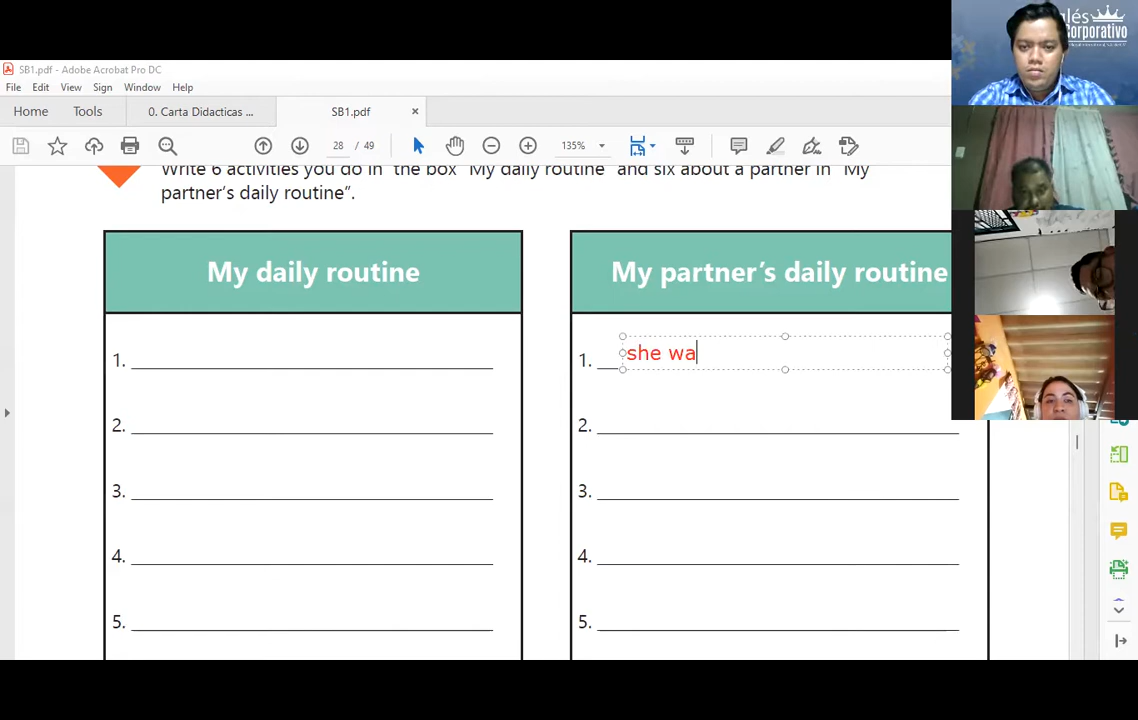 SB1.pdf - Adobe Acrobat Pro DC
File Edit View Window Help
Home Tools 0. Carta Didacticas ... SB1.pdf ×
28 / 49 135%
Write 6 activities you do in "the box "My daily routine" and six about a partner in "My
partner's daily routine".
My daily routine
My partner's daily routine
1.
2.
3.
4.
5.
1. she wa
2.
3.
4.
5.
glés
Corporativo